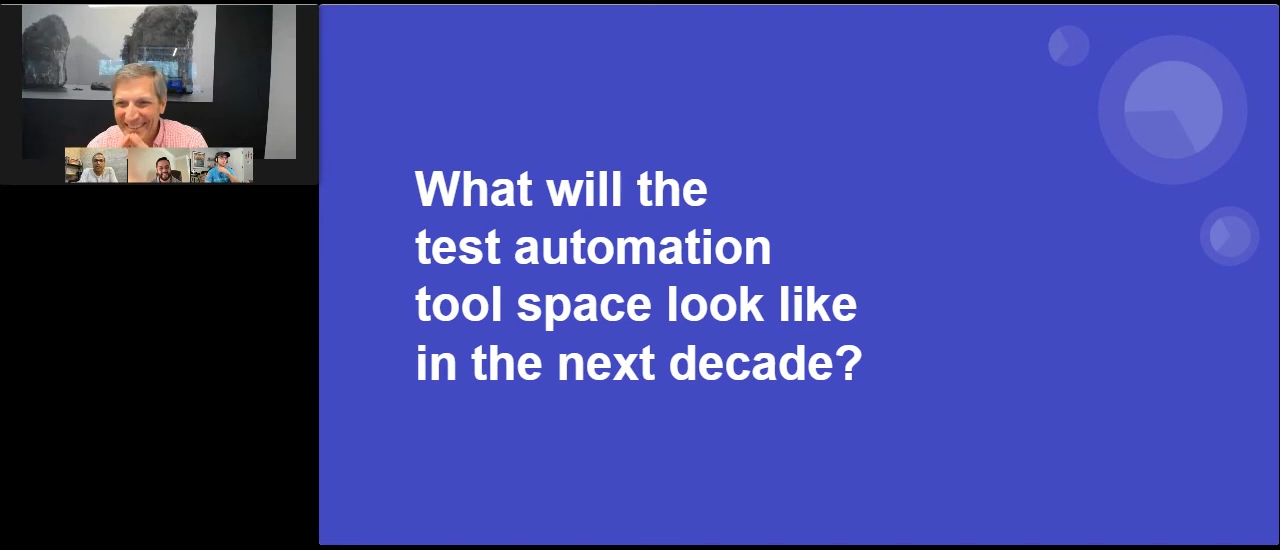 What will the
test automation
tool space look like
in the next decade?